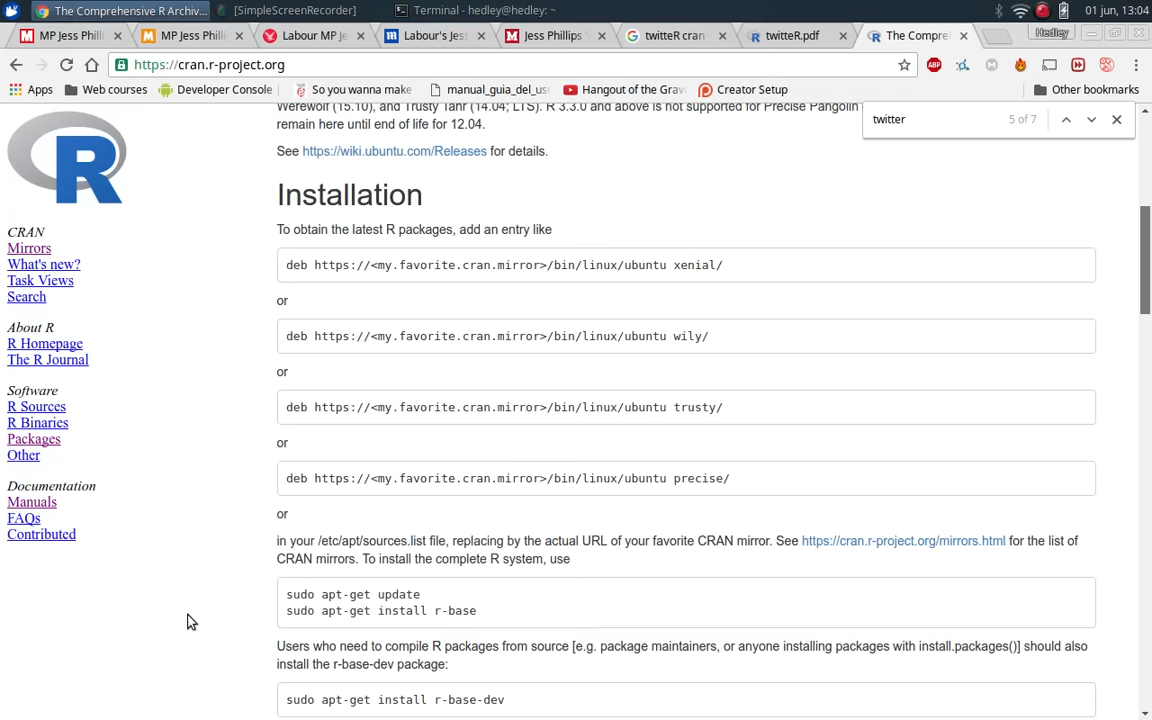 The Comprehensive R Archiv...
[SimpleScreenRecorder]
Terminal - hedley@hedley: ~
01 jun, 13:04
MP Jess Phill
MP Jess Philli
Labour MP Je
Labour's Jess
Jess Phillips
twitteR cran
twitteR.pdf
The Compre
Hedley
https://cran.r-project.org
ABP
Apps
Web courses
Developer Console
So you wanna make
manual_guia_del_us
Hangout of the Grav
Creator Setup
Other bookmarks
twitter
5 of 7
Werewolf (15.10), and Trusty Tahr (14.04; LTS). R 3.3.0 and above is not supported for Precise Pangolin
remain here until end of life for 12.04.
See https://wiki.ubuntu.com/Releases for details.
R
CRAN
Mirrors
What's new?
Task Views
Search
About R
R Homepage
The R Journal
Software
R Sources
R Binaries
Packages
Other
Documentation
Manuals
FAQs
Contributed
Installation
To obtain the latest R packages, add an entry like
deb https://<my.favorite.cran.mirror>/bin/linux/ubuntu xenial/
or
deb https://<my.favorite.cran.mirror>/bin/linux/ubuntu wily/
or
deb https://<my.favorite.cran.mirror>/bin/linux/ubuntu trusty/
or
deb https://<my.favorite.cran.mirror>/bin/linux/ubuntu precise/
or
in your /etc/apt/sources.list file, replacing by the actual URL of your favorite CRAN mirror. See https://cran.r-project.org/mirrors.html for the list of
CRAN mirrors. To install the complete R system, use
sudo apt-get update
sudo apt-get install r-base
Users who need to compile R packages from source [e.g. package maintainers, or anyone installing packages with install.packages()] should also
install the r-base-dev package:
sudo apt-get install r-base-dev